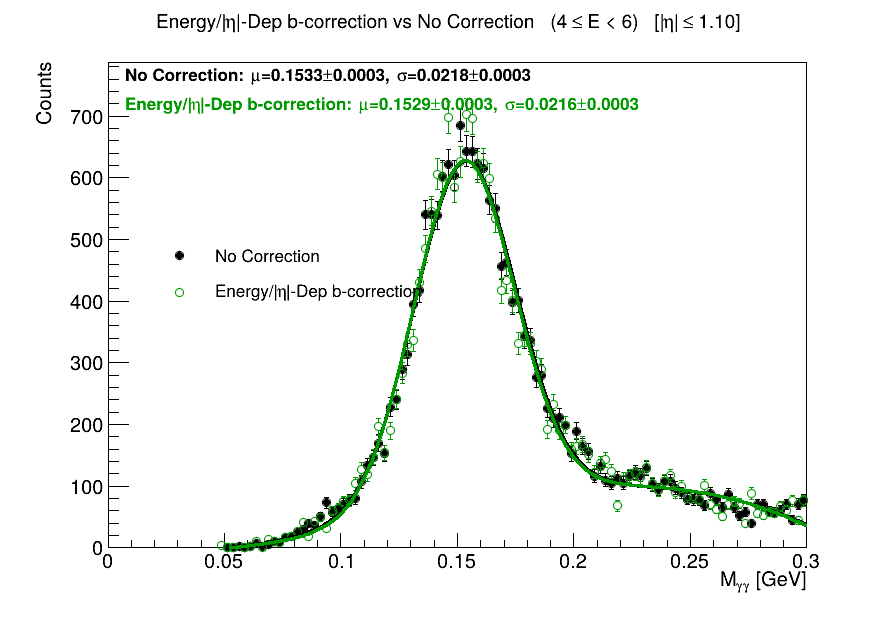 Energy/|η|-Dep b-correction vs No Correction (4 ≤ E < 6) [|η| ≤ 1.10]
Counts
No Correction: μ=0.1533±0.0003, σ=0.0218±0.0003
Energy/|η|-Dep b-correction: μ=0.1529±0.0003, σ=0.0216±0.0003
700
600
500
400
300
200
100
0
No Correction
Energy/|η|-Dep b-correction
0 0.05 0.1 0.15 0.2 0.25 0.3
Mγγ [GeV]